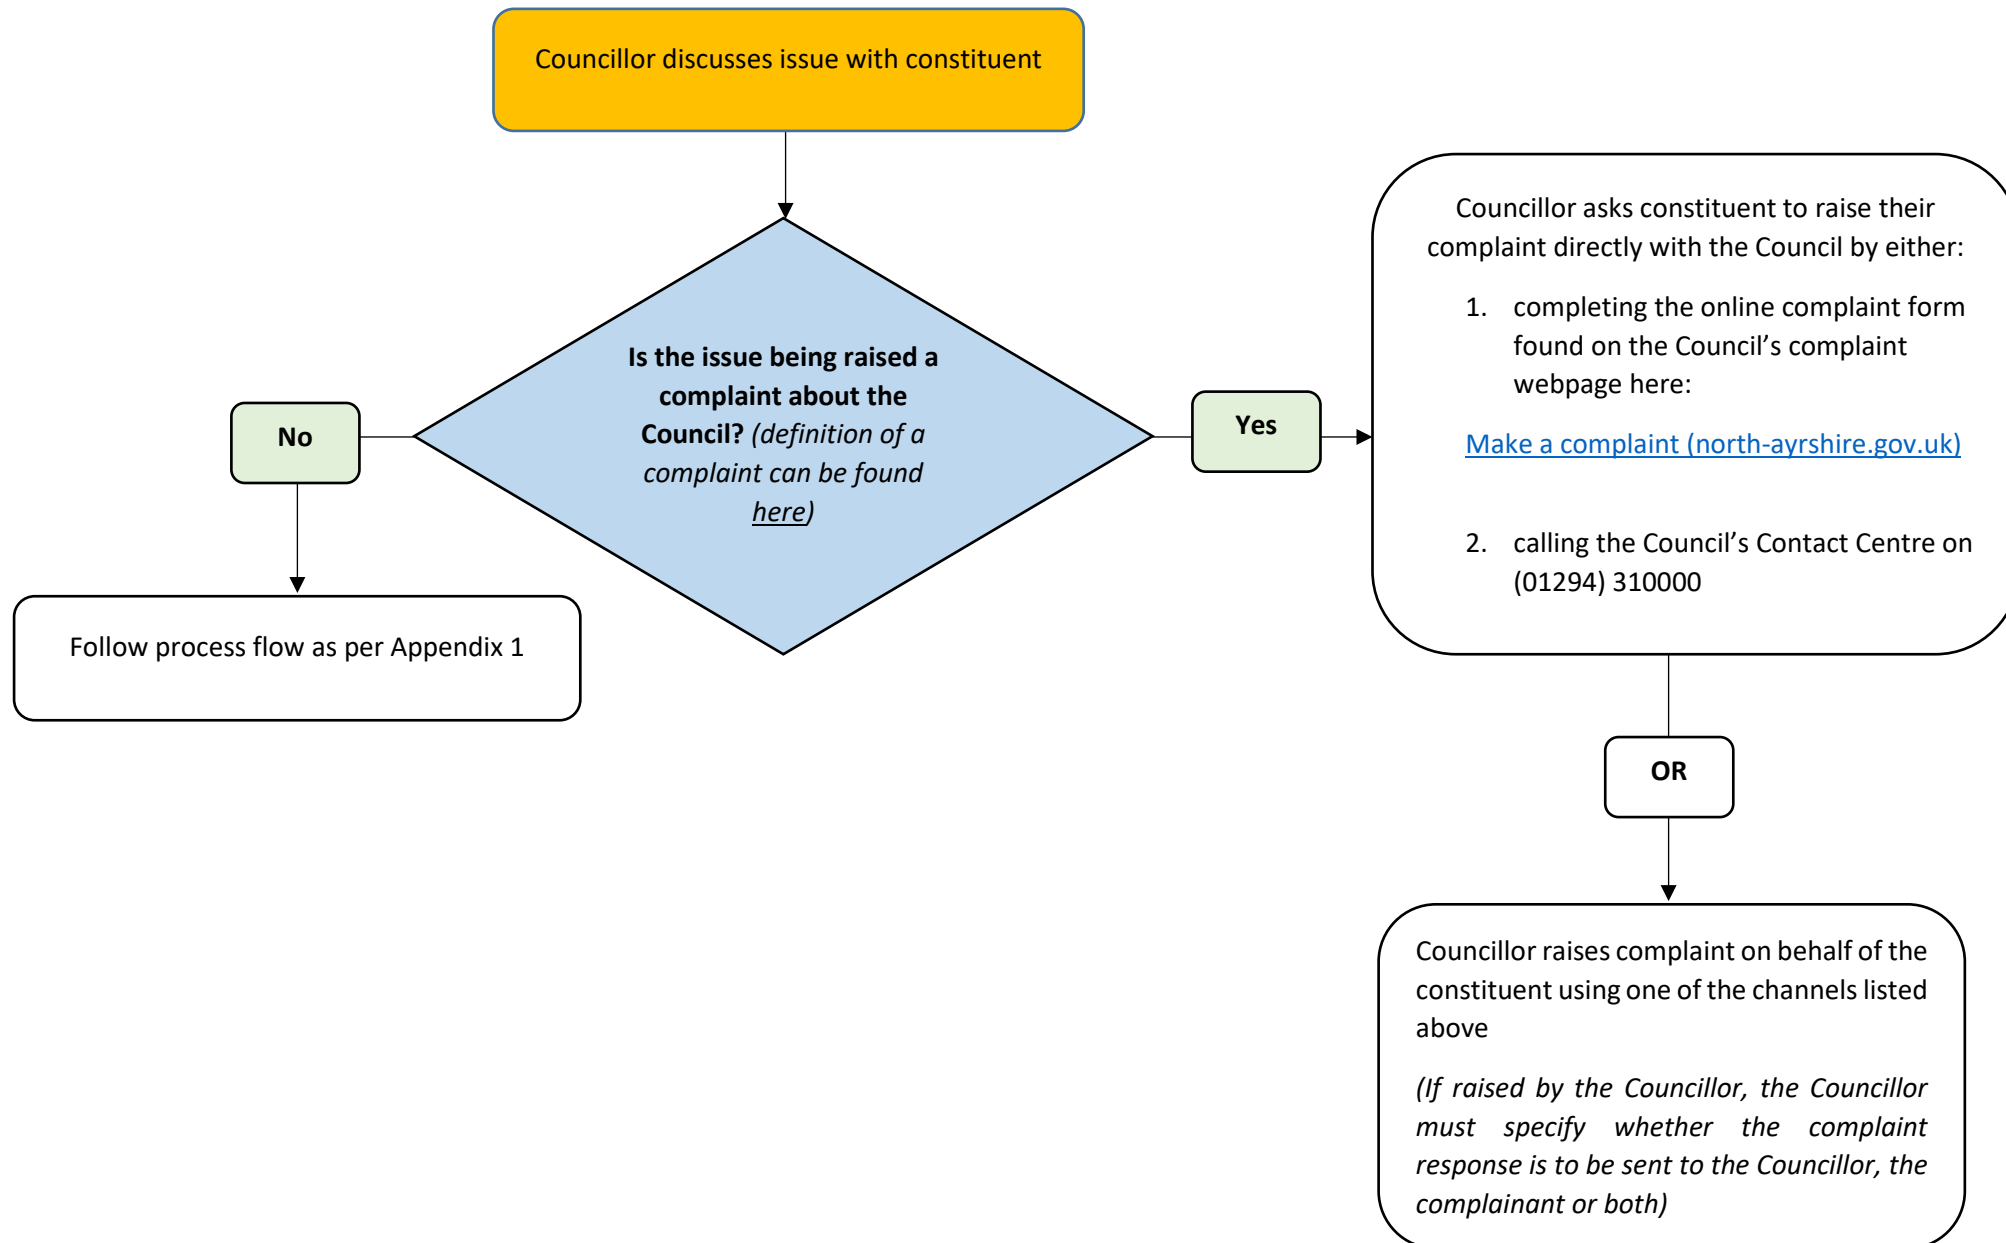 Councillor discusses issue with constituent
Is the issue being raised a
complaint about the
Council? (definition of a
complaint can be found
here)
No
Follow process flow as per Appendix 1
Yes
Councillor asks constituent to raise their
complaint directly with the Council by either:
1. completing the online complaint form
found on the Council’s complaint
webpage here:
Make a complaint (north-ayrshire.gov.uk)
2. calling the Council’s Contact Centre on
(01294) 310000
OR
Councillor raises complaint on behalf of the
constituent using one of the channels listed
above
(If raised by the Councillor, the Councillor
must specify whether the complaint
response is to be sent to the Councillor, the
complainant or both)